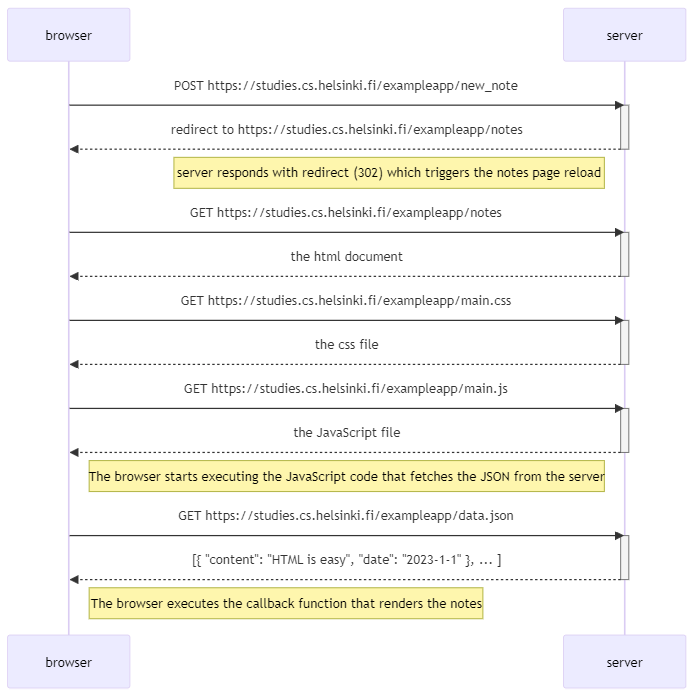 browser
server
POST https://studies.cs.helsinki.fi/exampleapp/new_note
redirect to https://studies.cs.helsinki.fi/exampleapp/notes
server responds with redirect (302) which triggers the notes page reload
GET https://studies.cs.helsinki.fi/exampleapp/notes
the html document
GET https://studies.cs.helsinki.fi/exampleapp/main.css
the css file
GET https://studies.cs.helsinki.fi/exampleapp/main.js
the JavaScript file
The browser starts executing the JavaScript code that fetches the JSON from the server
GET https://studies.cs.helsinki.fi/exampleapp/data.json
[{ "content": "HTML is easy", "date": "2023-1-1" }, ... ]
The browser executes the callback function that renders the notes
browser
server